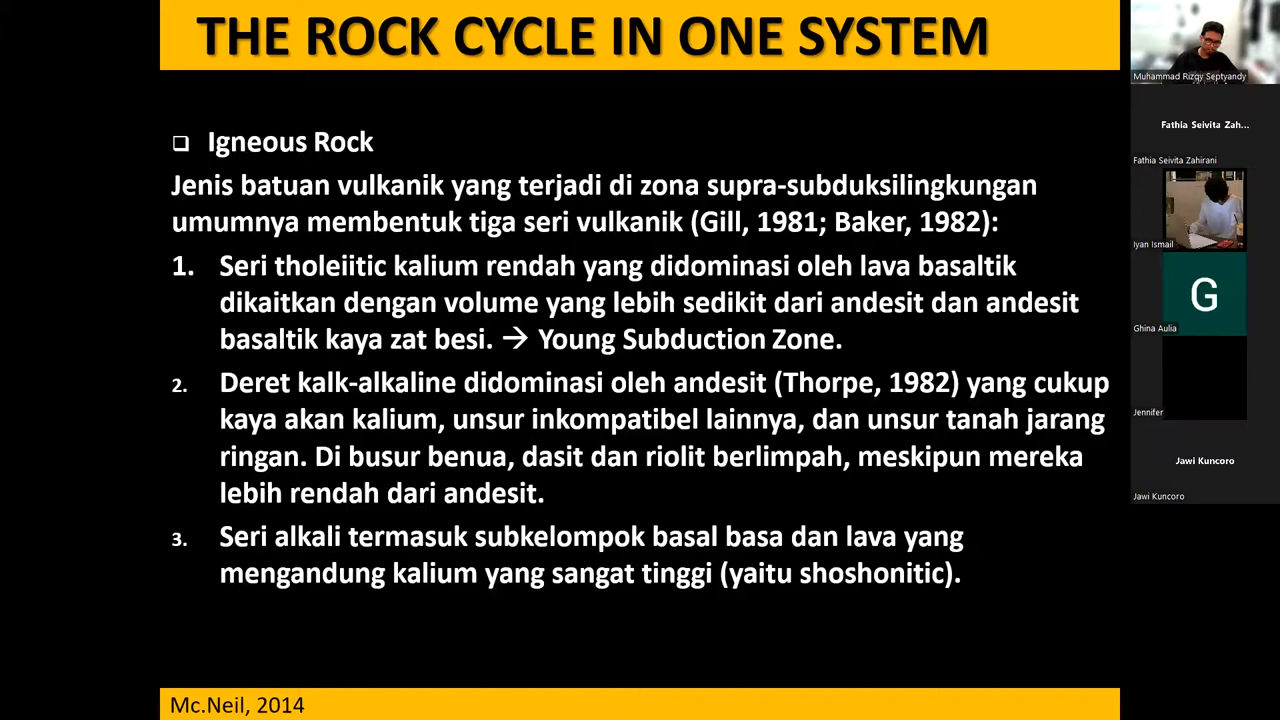 THE ROCK CYCLE IN ONE SYSTEM
Igneous Rock
Jenis batuan vulkanik yang terjadi di zona supra-subduksilingkungan
umumnya membentuk tiga seri vulkanik (Gill, 1981; Baker, 1982):
1. Seri tholeiitic kalium rendah yang didominasi oleh lava basaltik
dikaitkan dengan volume yang lebih sedikit dari andesit dan andesit
basaltik kaya zat besi. → Young Subduction Zone.
2. Deret kalk-alkaline didominasi oleh andesit (Thorpe, 1982) yang cukup
kaya akan kalium, unsur inkompatibel lainnya, dan unsur tanah jarang
ringan. Di busur benua, dasit dan riolit berlimpah, meskipun mereka
lebih rendah dari andesit.
3. Seri alkali termasuk subkelompok basal basa dan lava yang
mengandung kalium yang sangat tinggi (yaitu shoshonitic).
Mc.Neil, 2014
Muhammad Rizqy Septyandy
Fathia Seivita Zah...
Fathia Seivita Zahirani
Iyan Ismail
G
Ghina Aulia
Jennifer
Jawi Kuncoro
Jawi Kuncoro